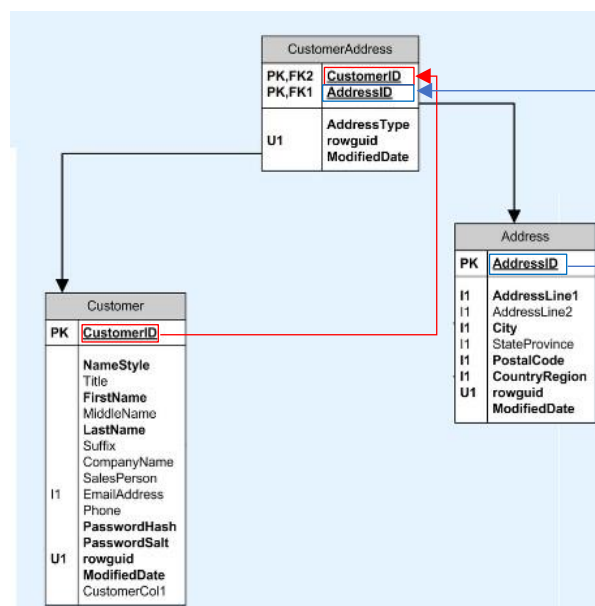 CustomerAddress
PK,FK2 CustomerID
PK,FK1 AddressID
AddressType
U1 rowguid
ModifiedDate
Address
PK AddressID
I1 AddressLine1
I1 AddressLine2
I1 City
I1 StateProvince
I1 PostalCode
I1 CountryRegion
U1 rowguid
ModifiedDate
Customer
PK CustomerID
NameStyle
Title
FirstName
MiddleName
LastName
Suffix
CompanyName
SalesPerson
I1 EmailAddress
Phone
PasswordHash
PasswordSalt
U1 rowguid
ModifiedDate
CustomerCol1